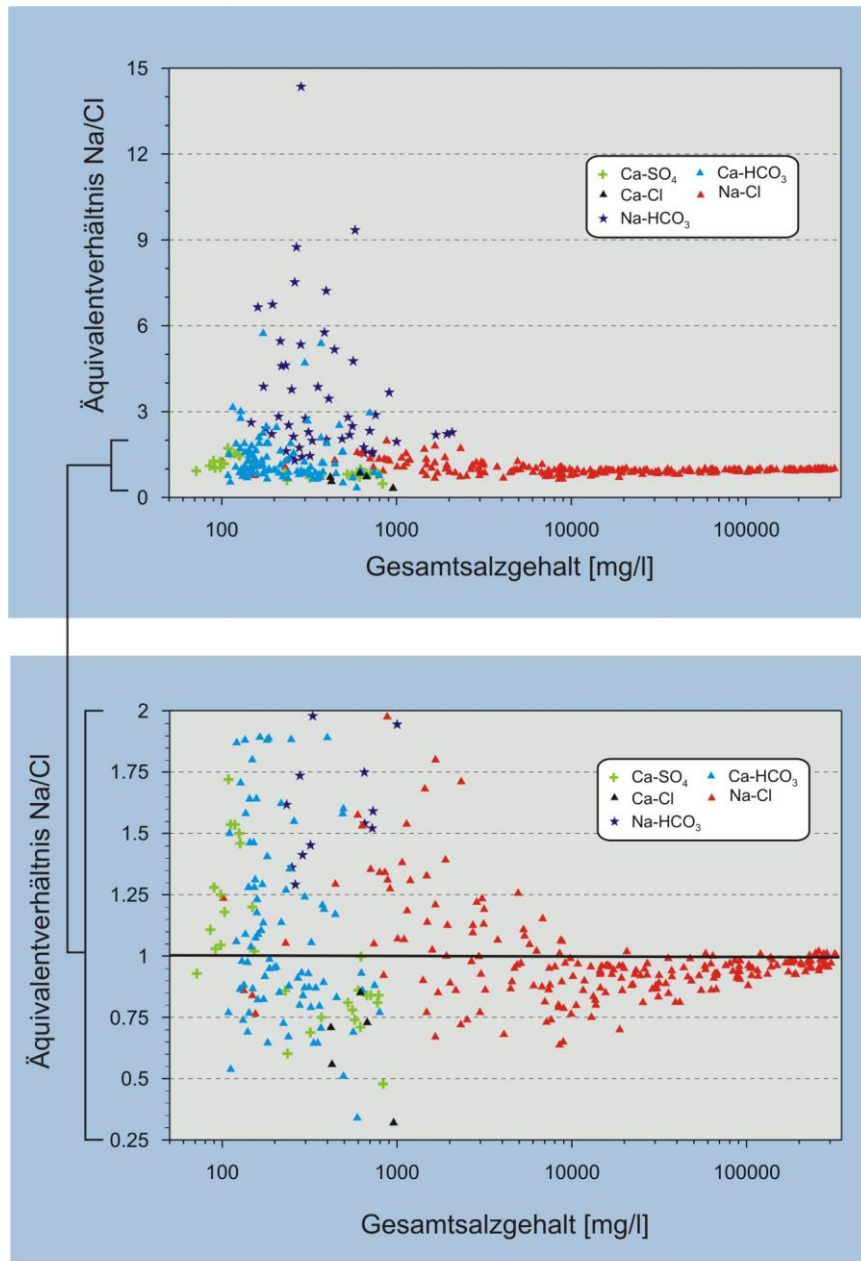 Äquivalentverhältnis Na/Cl
15
12
9
6
3
0
Ca-SO₄
Ca-HCO₃
Ca-Cl
Na-Cl
Na-HCO₃
100
1000
10000
100000
Gesamtsalzgehalt [mg/l]
Äquivalentverhältnis Na/Cl
2
1.75
1.5
1.25
1
0.75
0.5
0.25
Ca-SO₄
Ca-HCO₃
Ca-Cl
Na-Cl
Na-HCO₃
100
1000
10000
100000
Gesamtsalzgehalt [mg/l]